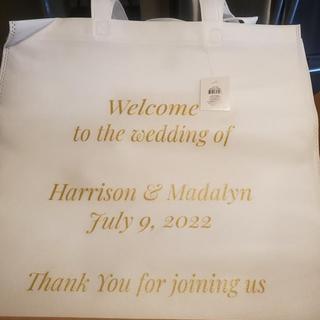 Welcome
to the wedding of
Harrison & Madalyn
July 9, 2022
Thank You for joining us